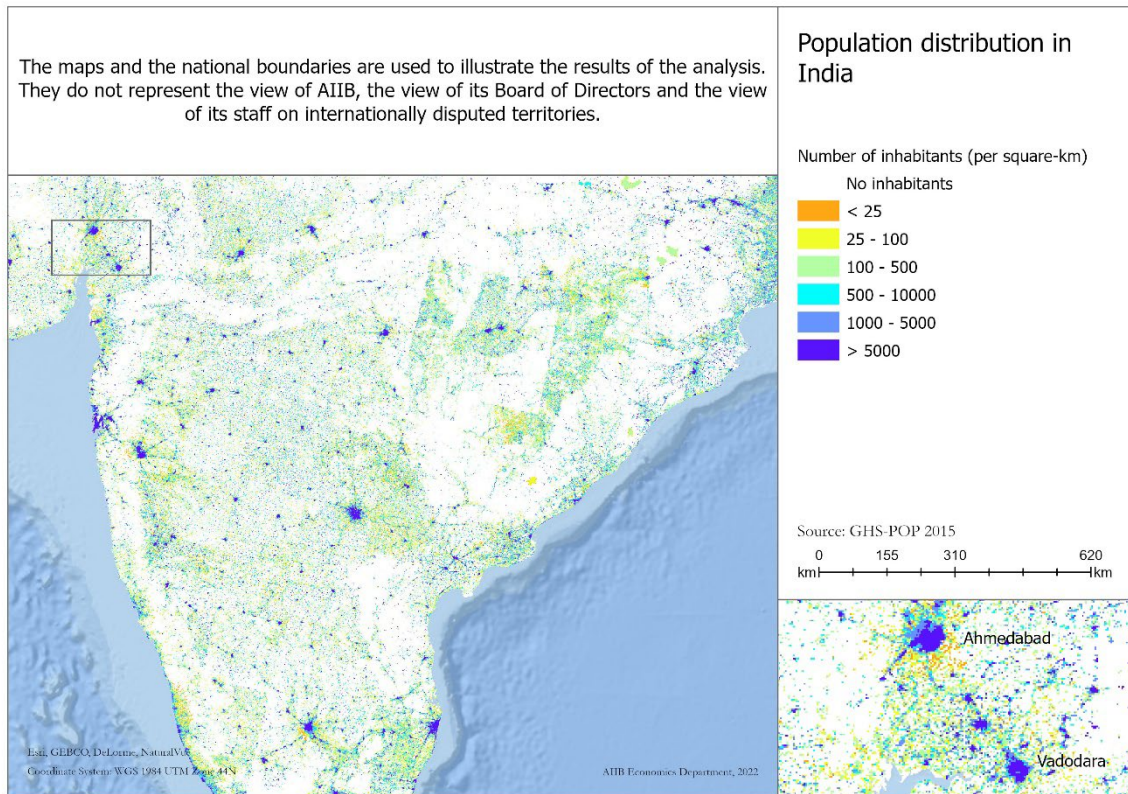 The maps and the national boundaries are used to illustrate the results of the analysis.
They do not represent the view of AIIB, the view of its Board of Directors and the view
of its staff on internationally disputed territories.
Population distribution in
India
Number of inhabitants (per square-km)
No inhabitants
< 25
25 - 100
100 - 500
500 - 10000
1000 - 5000
> 5000
Source: GHS-POP 2015
0 155 310 620
km km
Ahmedabad
Vadodara
Esri, GEBCO, DeLorme,
Coordinate System: WGS 1984 UTM Zone 44N
AIIB Economics Department, 2022